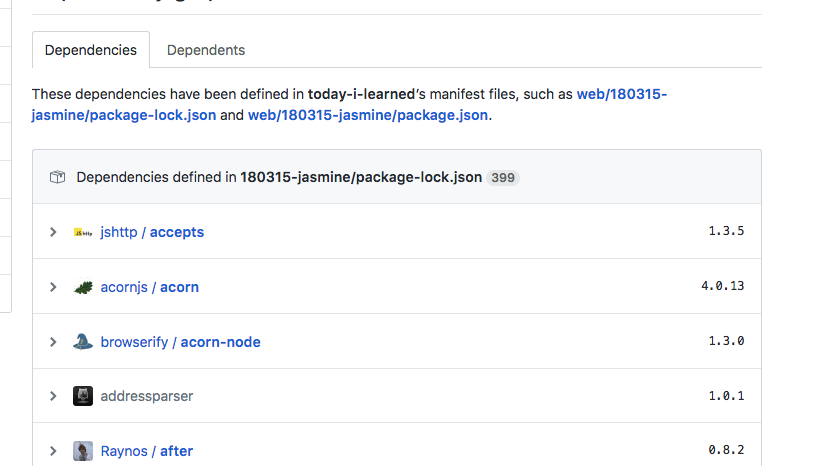 Dependencies Dependents
These dependencies have been defined in today-i-learned's manifest files, such as web/180315-
jasmine/package-lock.json and web/180315-jasmine/package.json.
Dependencies defined in 180315-jasmine/package-lock.json 399
jshttp / accepts 1.3.5
acornjs / acorn 4.0.13
browserify / acorn-node 1.3.0
addressparser 1.0.1
Raynos / after 0.8.2